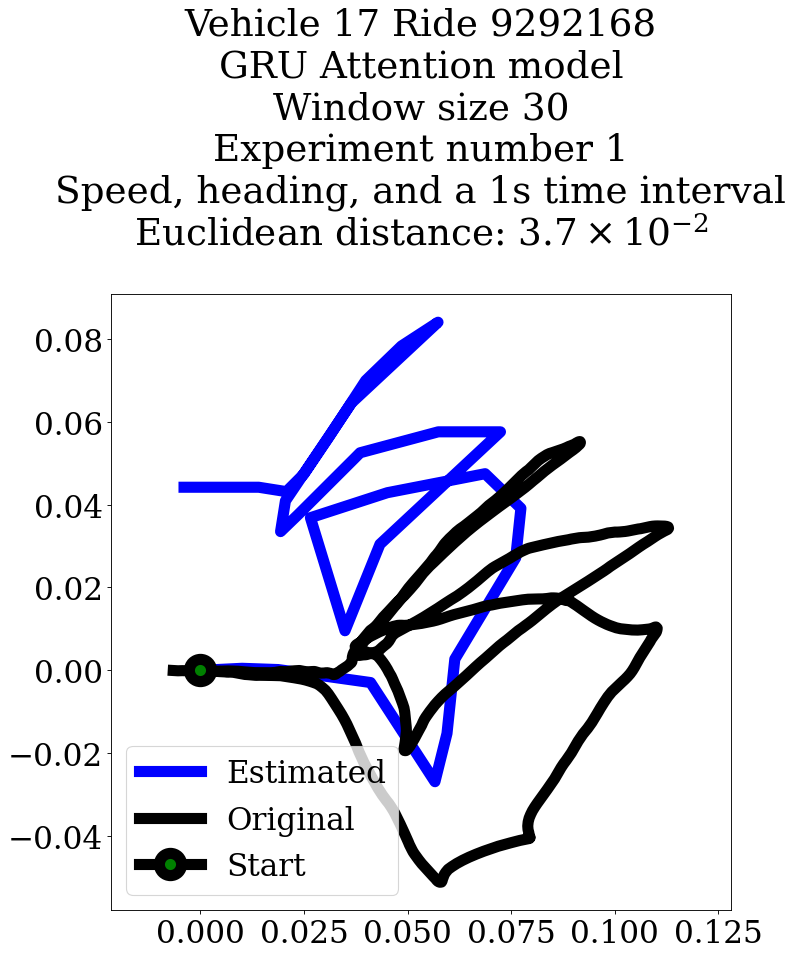 Vehicle 17 Ride 9292168
GRU Attention model
Window size 30
Experiment number 1
Speed, heading, and a 1s time interval
Euclidean distance: 3.7 × 10⁻²
0.08
0.06
0.04
0.02
0.00
−0.02
−0.04
Estimated
Original
Start
0.000 0.025 0.050 0.075 0.100 0.125